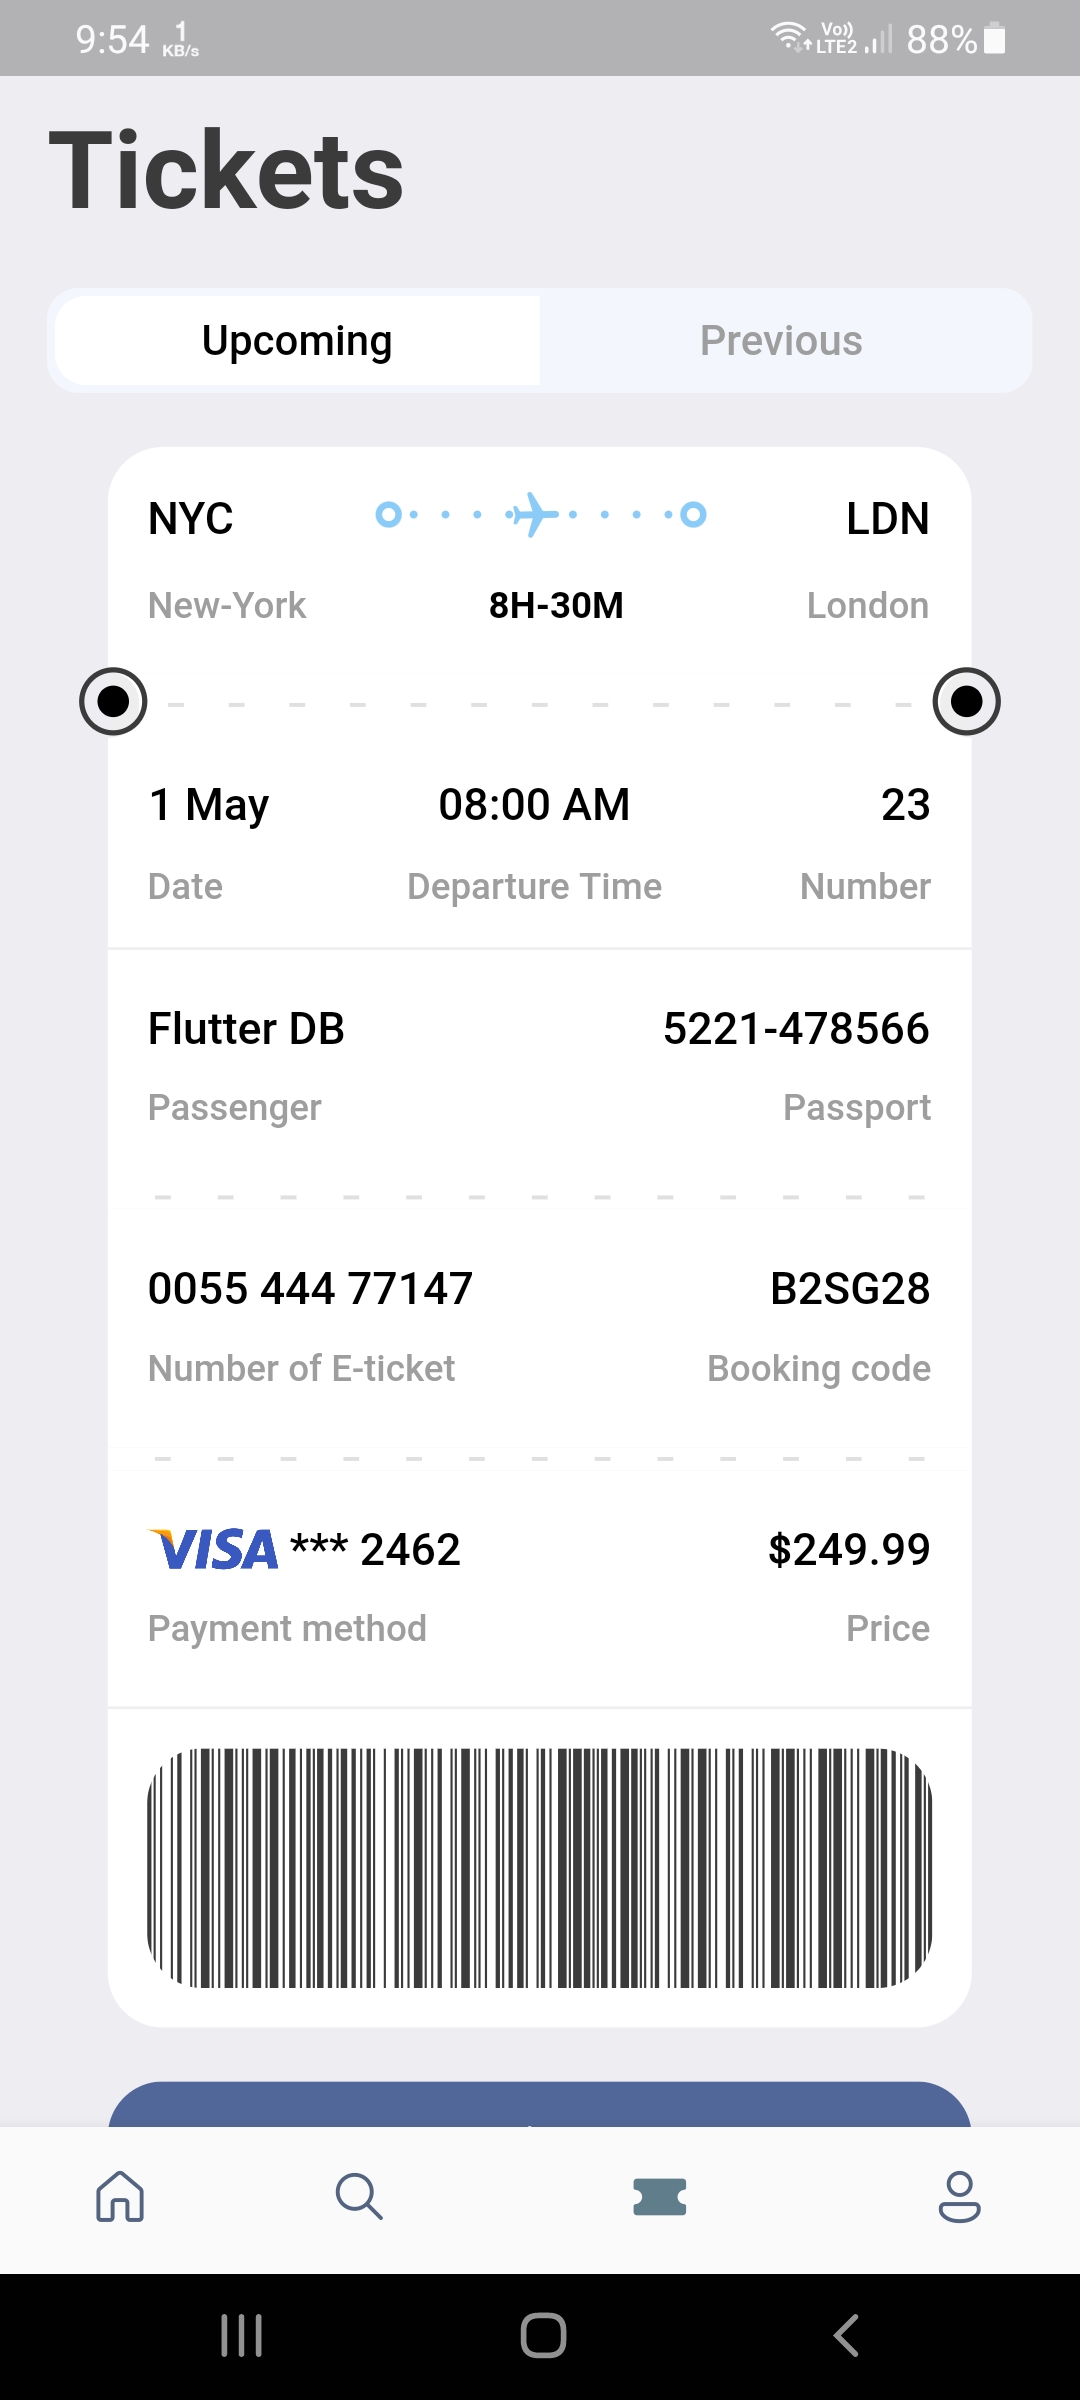 9:54 1 KB/s Vo)) LTE2 88%
Tickets
Upcoming Previous
NYC LDN
New-York 8H-30M London
1 May 08:00 AM 23
Date Departure Time Number
Flutter DB 5221-478566
Passenger Passport
0055 444 77147 B2SG28
Number of E-ticket Booking code
VISA *** 2462 $249.99
Payment method Price